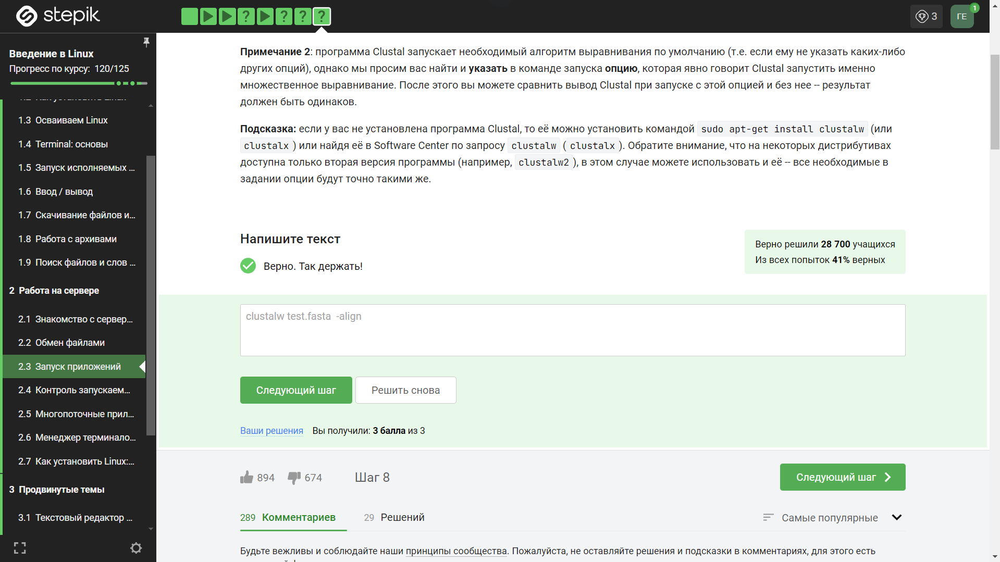 stepik
?
?
?
?
3
ГЕ
1
Введение в Linux
Прогресс по курсу: 120/125
1.3 Осваиваем Linux
1.4 Terminal: основы
1.5 Запуск исполняемых ...
1.6 Ввод / вывод
1.7 Скачивание файлов и...
1.8 Работа с архивами
1.9 Поиск файлов и слов ...
2 Работа на сервере
2.1 Знакомство с сервер...
2.2 Обмен файлами
2.3 Запуск приложений
2.4 Контроль запускаем...
2.5 Многопоточные прил...
2.6 Менеджер терминало...
2.7 Как установить Linux:...
3 Продвинутые темы
3.1 Текстовый редактор ...
Примечание 2: программа Clustal запускает необходимый алгоритм выравнивания по умолчанию (т.е. если ему не указать каких-либо
других опций), однако мы просим вас найти и указать в команде запуска опцию, которая явно говорит Clustal запустить именно
множественное выравнивание. После этого вы можете сравнить вывод Clustal при запуске с этой опцией и без нее -- результат
должен быть одинаков.
Подсказка: если у вас не установлена программа Clustal, то её можно установить командой sudo apt-get install clustalw (или
clustalx ) или найдя её в Software Center по запросу clustalw ( clustalx ). Обратите внимание, что на некоторых дистрибутивах
доступна только вторая версия программы (например, clustalw2 ), в этом случае можете использовать и её -- все необходимые в
задании опции будут точно такими же.
Напишите текст
Верно. Так держать!
Верно решили 28 700 учащихся
Из всех попыток 41% верных
clustalw test.fasta -align
Следующий шаг
Решить снова
Ваши решения Вы получили: 3 балла из 3
894
674
Шаг 8
Следующий шаг
289 Комментариев
29 Решений
Самые популярные
Будьте вежливы и соблюдайте наши принципы сообщества. Пожалуйста, не оставляйте решения и подсказки в комментариях, для этого есть